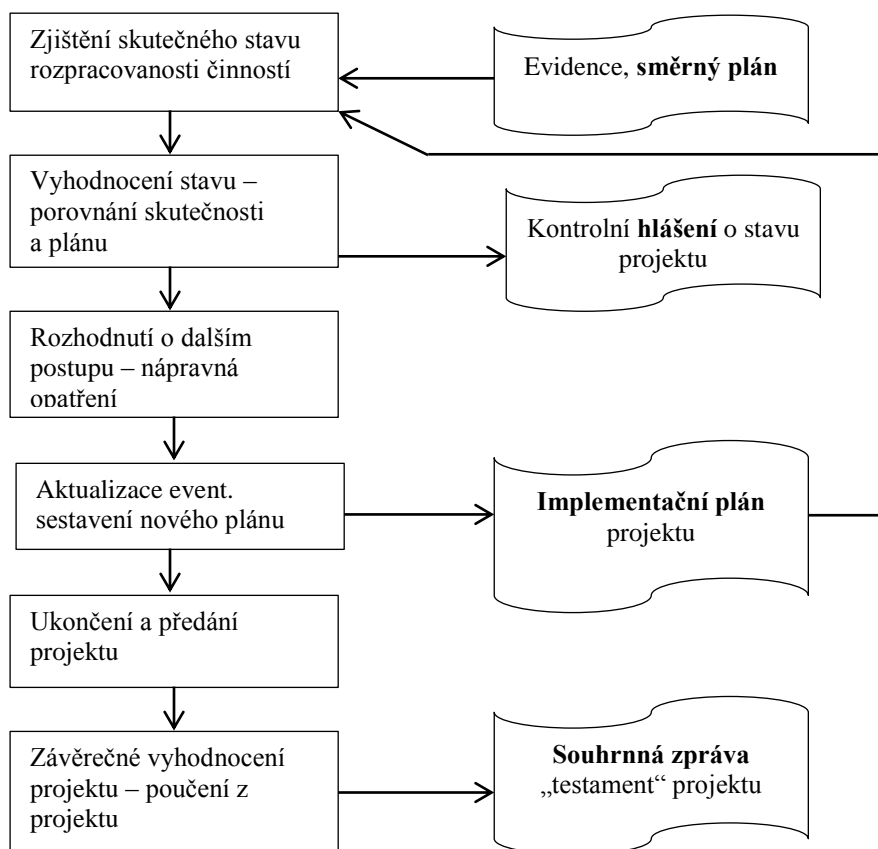 Zjištění skutečného stavu
rozpracovanosti činností
Evidence, směrný plán
Vyhodnocení stavu –
porovnání skutečnosti
a plánu
Kontrolní hlášení o stavu
projektu
Rozhodnutí o dalším
postupu – nápravná
opatření
Aktualizace event.
sestavení nového plánu
Implementační plán
projektu
Ukončení a předání
projektu
Závěrečné vyhodnocení
projektu – poučení z
projektu
Souhrnná zpráva
„testament“ projektu